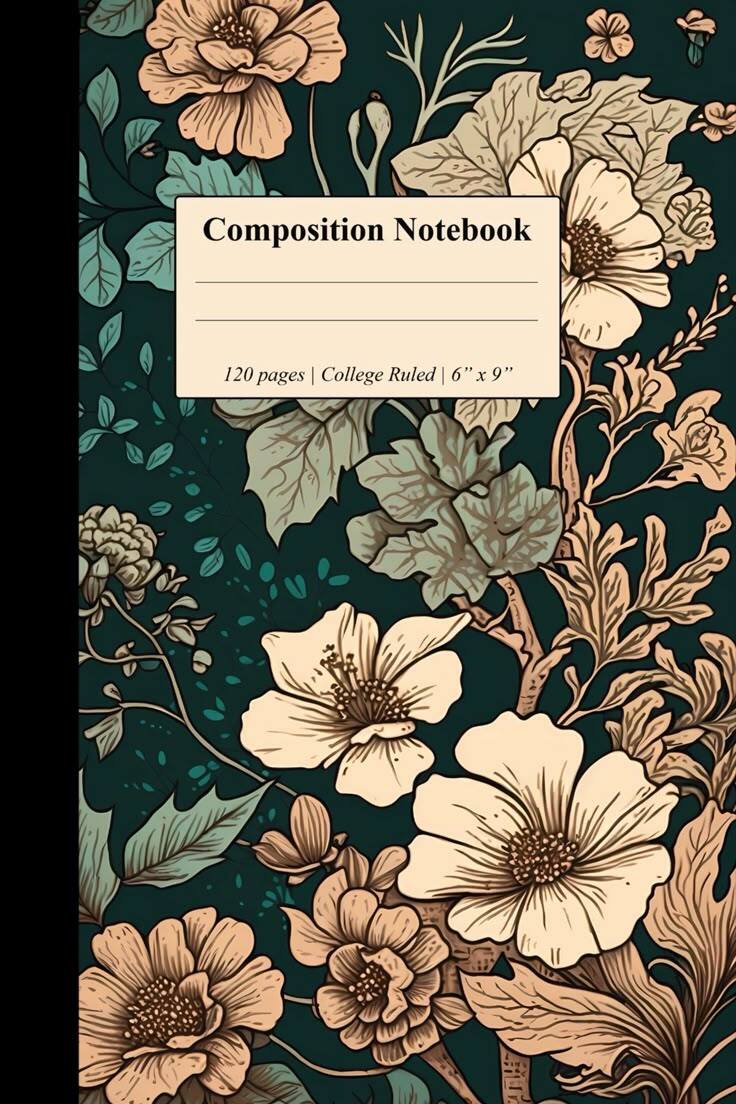 Composition Notebook
120 pages | College Ruled | 6” x 9”